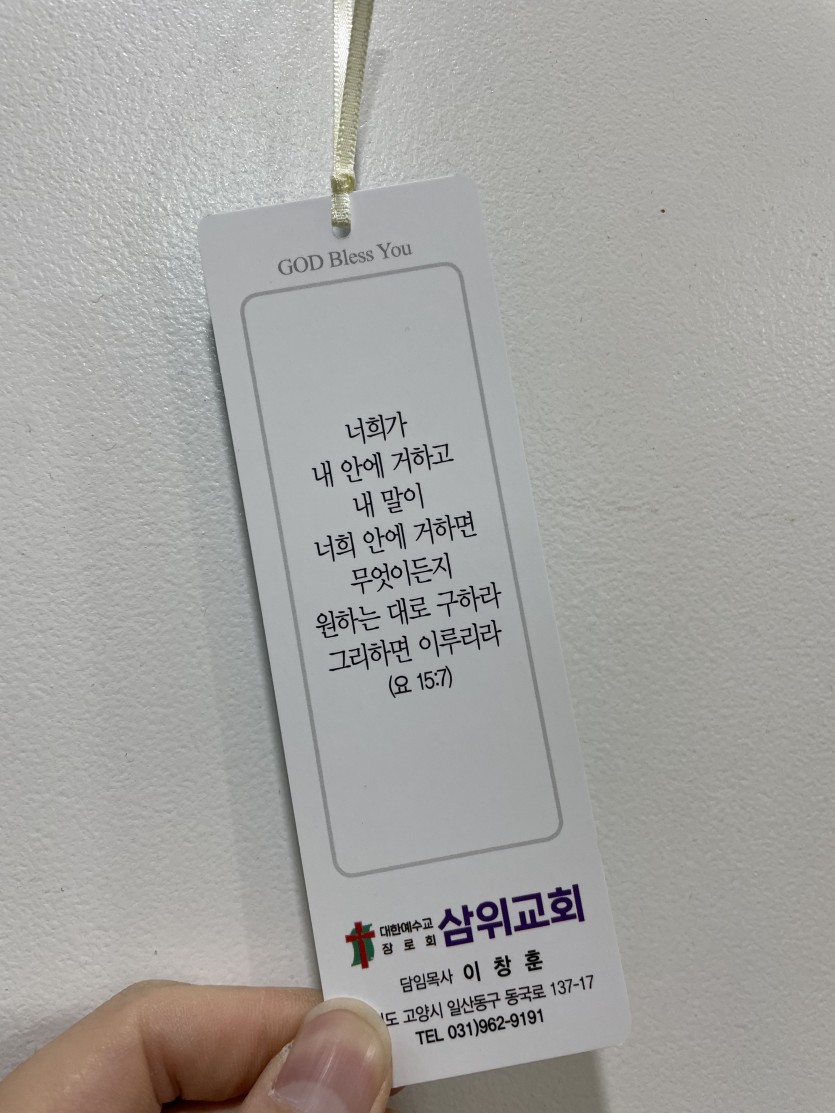 GOD Bless You
너희가
내 안에 거하고
내 말이
너희 안에 거하면
무엇이든지
원하는 대로 구하라
그리하면 이루리라
(요 15:7)
대한예수교
장로회
삼위교회
담임목사 이창훈
고양시 일산동구 동국로 137-17
TEL 031)962-9191